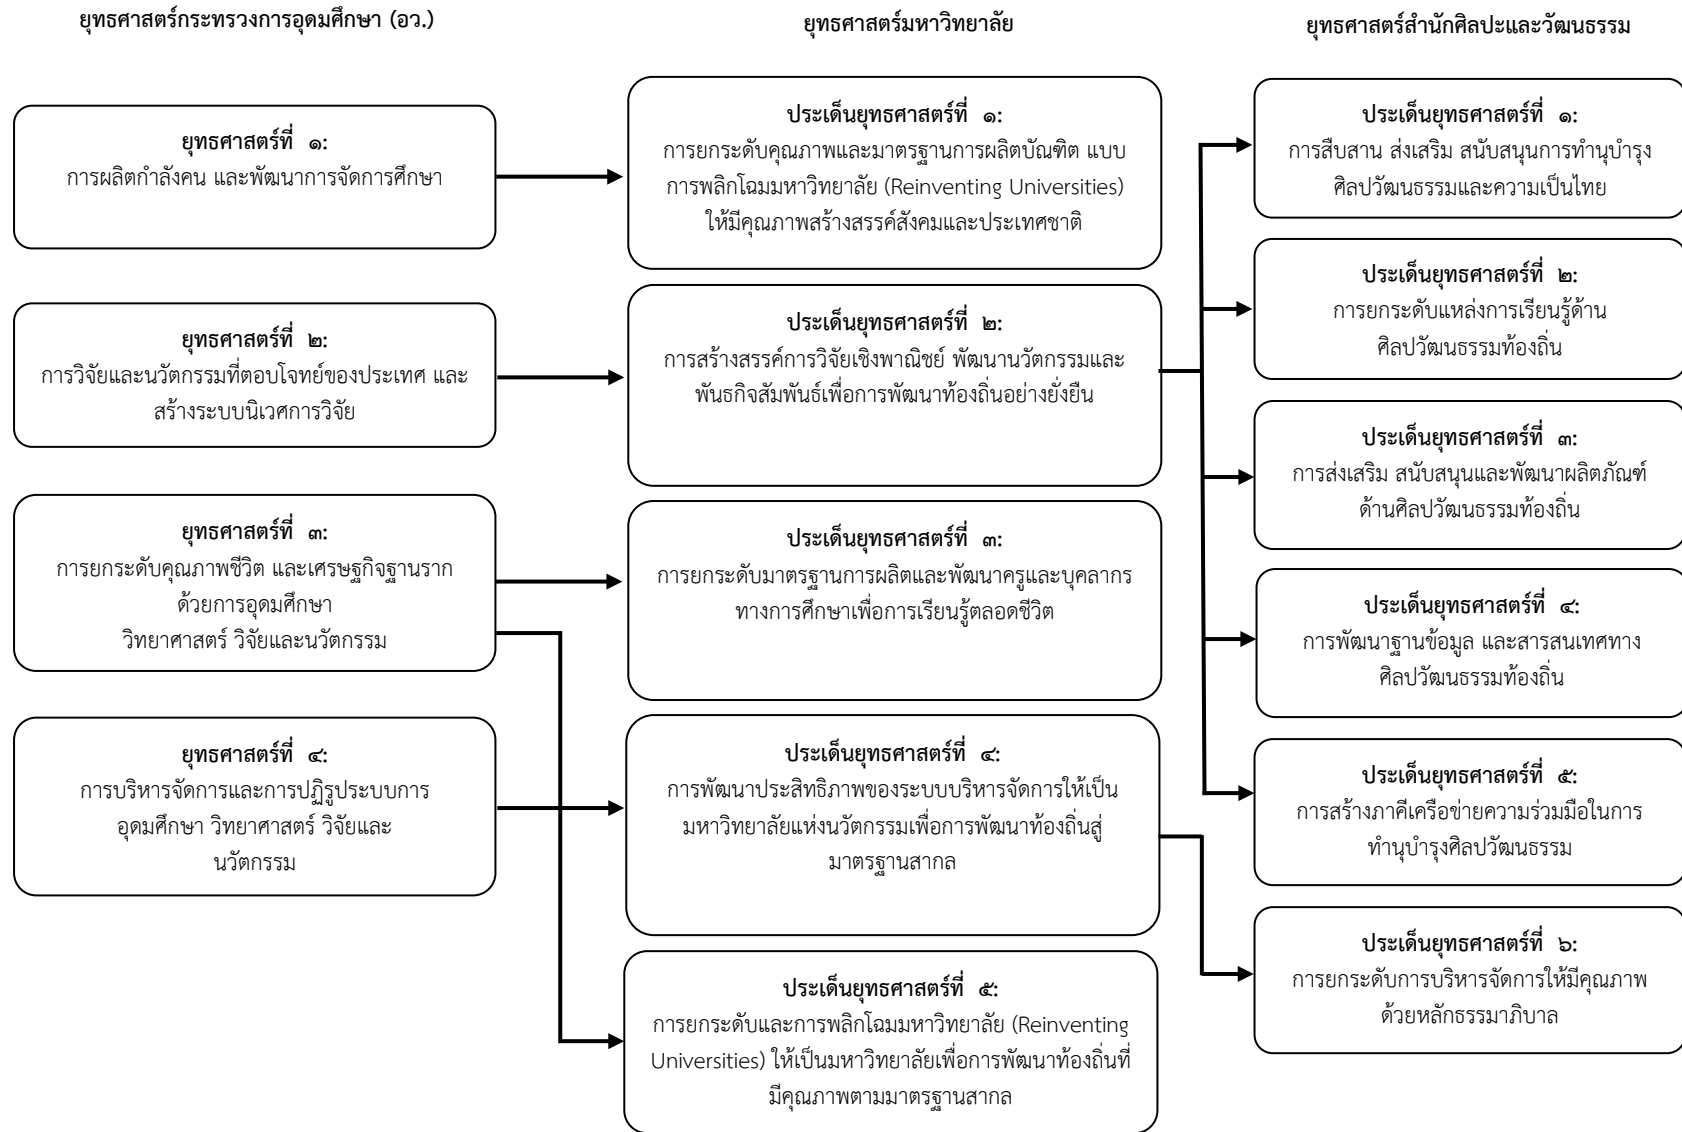 ยุทธศาสตร์กระทรวงการอุดมศึกษา (อว.)
ยุทธศาสตร์ที่ ๑:
การผลิตกำลังคน และพัฒนาการจัดการศึกษา
ยุทธศาสตร์ที่ ๒:
การวิจัยและนวัตกรรมที่ตอบโจทย์ของประเทศ และ
สร้างระบบนิเวศการวิจัย
ยุทธศาสตร์ที่ ๓:
การยกระดับคุณภาพชีวิต และเศรษฐกิจฐานราก
ด้วยการอุดมศึกษา
วิทยาศาสตร์ วิจัยและนวัตกรรม
ยุทธศาสตร์ที่ ๔:
การบริหารจัดการและการปฏิรูประบบการ
อุดมศึกษา วิทยาศาสตร์ วิจัยและ
นวัตกรรม
ยุทธศาสตร์มหาวิทยาลัย
ประเด็นยุทธศาสตร์ที่ ๑:
การยกระดับคุณภาพและมาตรฐานการผลิตบัณฑิต แบบ
การพลิกโฉมมหาวิทยาลัย (Reinventing Universities)
ให้มีคุณภาพสร้างสรรค์สังคมและประเทศชาติ
ประเด็นยุทธศาสตร์ที่ ๒:
การสร้างสรรค์การวิจัยเชิงพาณิชย์ พัฒนานวัตกรรมและ
พันธกิจสัมพันธ์เพื่อการพัฒนาท้องถิ่นอย่างยั่งยืน
ประเด็นยุทธศาสตร์ที่ ๓:
การยกระดับมาตรฐานการผลิตและพัฒนาครูและบุคลากร
ทางการศึกษาเพื่อการเรียนรู้ตลอดชีวิต
ประเด็นยุทธศาสตร์ที่ ๔:
การพัฒนาประสิทธิภาพของระบบบริหารจัดการให้เป็น
มหาวิทยาลัยแห่งนวัตกรรมเพื่อการพัฒนาท้องถิ่นสู่
มาตรฐานสากล
ประเด็นยุทธศาสตร์ที่ ๕:
การยกระดับและการพลิกโฉมมหาวิทยาลัย (Reinventing
Universities) ให้เป็นมหาวิทยาลัยเพื่อการพัฒนาท้องถิ่นที่
มีคุณภาพตามมาตรฐานสากล
ยุทธศาสตร์สำนักศิลปะและวัฒนธรรม
ประเด็นยุทธศาสตร์ที่ ๑:
การสืบสาน ส่งเสริม สนับสนุนการทำนุบำรุง
ศิลปวัฒนธรรมและความเป็นไทย
ประเด็นยุทธศาสตร์ที่ ๒:
การยกระดับแหล่งการเรียนรู้ด้าน
ศิลปวัฒนธรรมท้องถิ่น
ประเด็นยุทธศาสตร์ที่ ๓:
การส่งเสริม สนับสนุนและพัฒนาผลิตภัณฑ์
ด้านศิลปวัฒนธรรมท้องถิ่น
ประเด็นยุทธศาสตร์ที่ ๔:
การพัฒนาฐานข้อมูล และสารสนเทศทาง
ศิลปวัฒนธรรมท้องถิ่น
ประเด็นยุทธศาสตร์ที่ ๕:
การสร้างภาคีเครือข่ายความร่วมมือในการ
ทำนุบำรุงศิลปวัฒนธรรม
ประเด็นยุทธศาสตร์ที่ ๖:
การยกระดับการบริหารจัดการให้มีคุณภาพ
ด้วยหลักธรรมาภิบาล